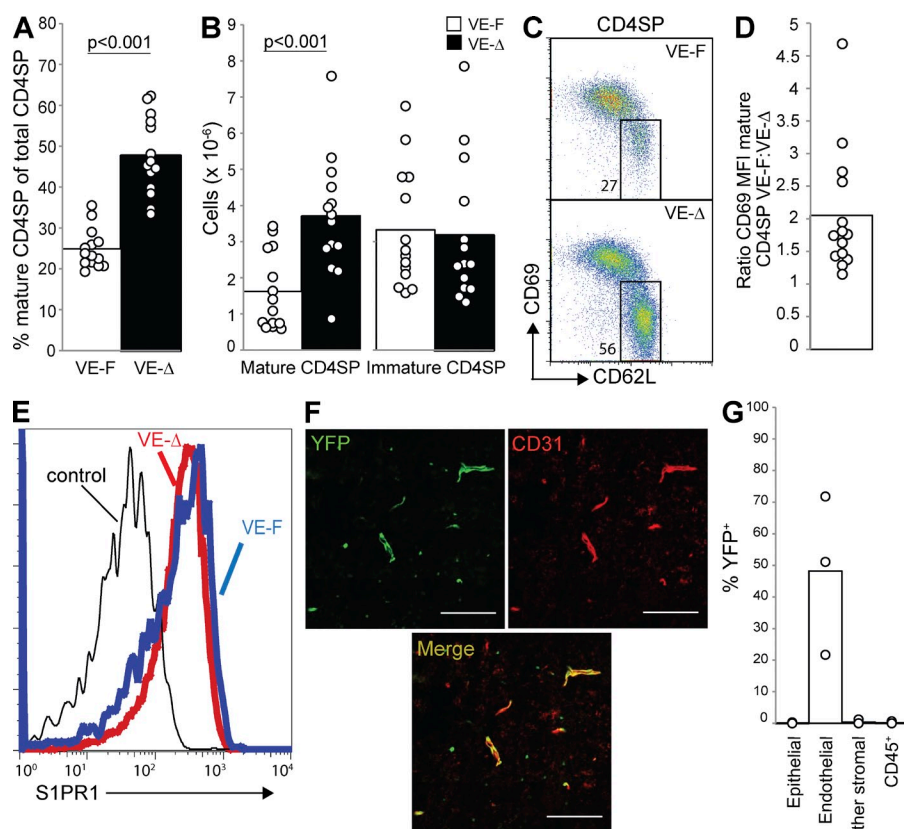 A
% mature CD4SP of total CD4SP
80
70
60
50
40
30
20
10
0
p<0.001
VE-F
VE-Δ
B
Cells (x 10⁻⁶)
9
8
7
6
5
4
3
2
1
0
p<0.001
VE-F
VE-Δ
Mature CD4SP
Immature CD4SP
C
CD4SP
VE-F
27
VE-Δ
56
CD69
CD62L
D
Ratio CD69 MFI mature
CD4SP VE-F:VE-Δ
5
4.5
4
3.5
3
2.5
2
1.5
1
0.5
0
E
control
VE-Δ
VE-F
10⁰ 10¹ 10² 10³ 10⁴
S1PR1
F
YFP
CD31
Merge
G
% YFP⁺
100
90
80
70
60
50
40
30
20
10
0
Epithelial
Endothelial
ther stromal
CD45⁺